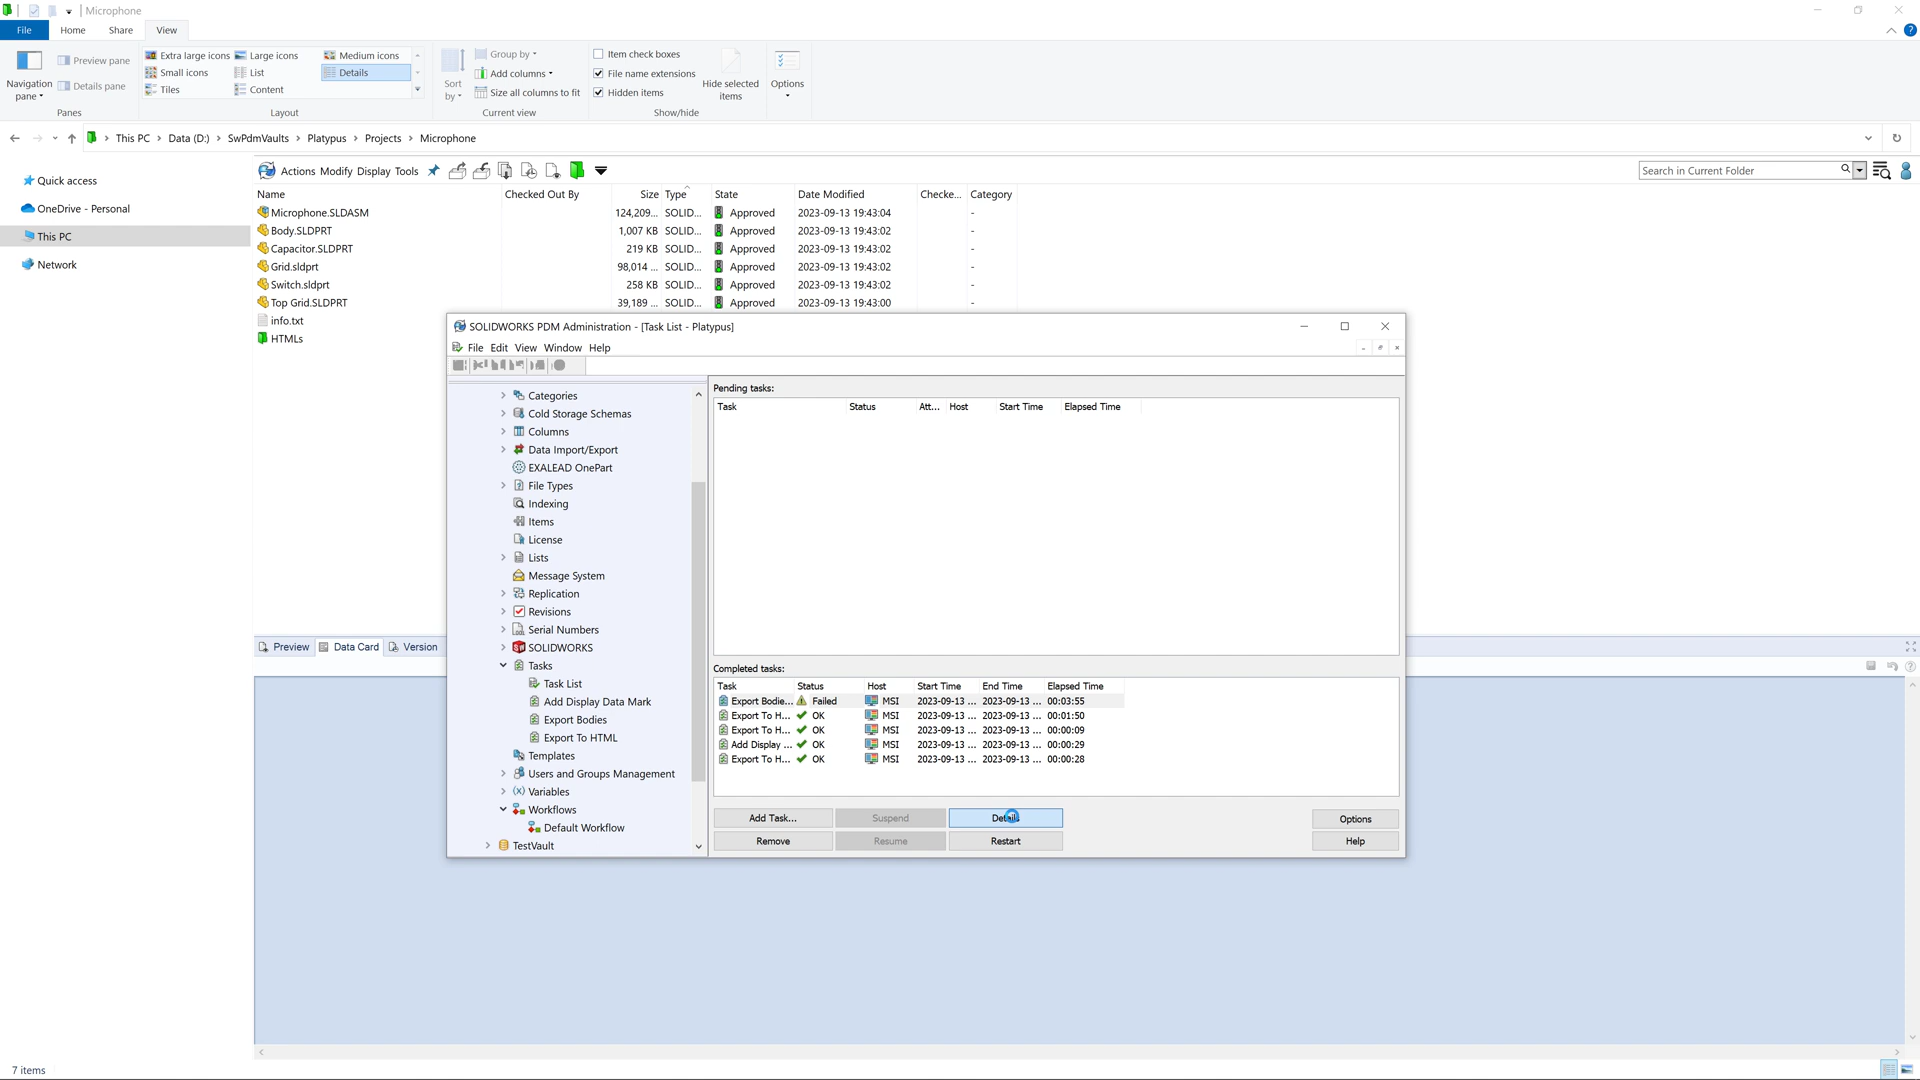 Microphone
File Home Share View
Navigation pane
Preview pane
Details pane
Panes
Extra large icons Large icons Medium icons
Small icons List Details
Tiles Content
Layout
Sort by
Group by
Add columns
Size all columns to fit
Current view
Item check boxes
File name extensions
Hidden items
Hide selected items
Show/hide
Options
This PC > Data (D:) > SwPdmVaults > Platypus > Projects > Microphone
Quick access
OneDrive - Personal
This PC
Network
Actions Modify Display Tools
Search in Current Folder
Name Checked Out By Size Type State Date Modified Checke... Category
Microphone.SLDASM 124,209... SOLID... Approved 2023-09-13 19:43:04 -
Body.SLDPRT 1,007 KB SOLID... Approved 2023-09-13 19:43:02 -
Capacitor.SLDPRT 219 KB SOLID... Approved 2023-09-13 19:43:02 -
Grid.sldprt 98,014 ... SOLID... Approved 2023-09-13 19:43:02 -
Switch.sldprt 258 KB SOLID... Approved 2023-09-13 19:43:02 -
Top Grid.SLDPRT 39,189 ... SOLID... Approved 2023-09-13 19:43:00 -
info.txt
HTMLs
SOLIDWORKS PDM Administration - [Task List - Platypus]
File Edit View Window Help
Categories
Cold Storage Schemas
Columns
Data Import/Export
EXALEAD OnePart
File Types
Indexing
Items
License
Lists
Message System
Replication
Revisions
Serial Numbers
SOLIDWORKS
Tasks
Task List
Add Display Data Mark
Export Bodies
Export To HTML
Templates
Users and Groups Management
Variables
Workflows
Default Workflow
TestVault
Pending tasks:
Task Status Att... Host Start Time Elapsed Time
Completed tasks:
Task Status Host Start Time End Time Elapsed Time
Export Bodie... Failed MSI 2023-09-13 ... 2023-09-13 ... 00:03:55
Export To H... OK MSI 2023-09-13 ... 2023-09-13 ... 00:01:50
Export To H... OK MSI 2023-09-13 ... 2023-09-13 ... 00:00:09
Add Display ... OK MSI 2023-09-13 ... 2023-09-13 ... 00:00:29
Export To H... OK MSI 2023-09-13 ... 2023-09-13 ... 00:00:28
Add Task... Suspend Details Options
Remove Resume Restart Help
Preview Data Card Version
7 items